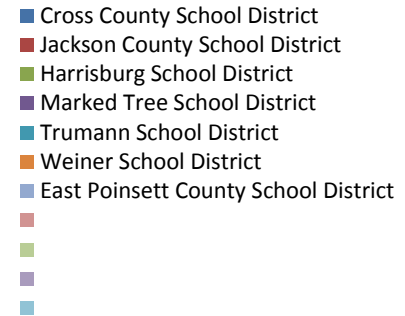 Cross County School District
Jackson County School District
Harrisburg School District
Marked Tree School District
Trumann School District
Weiner School District
East Poinsett County School District